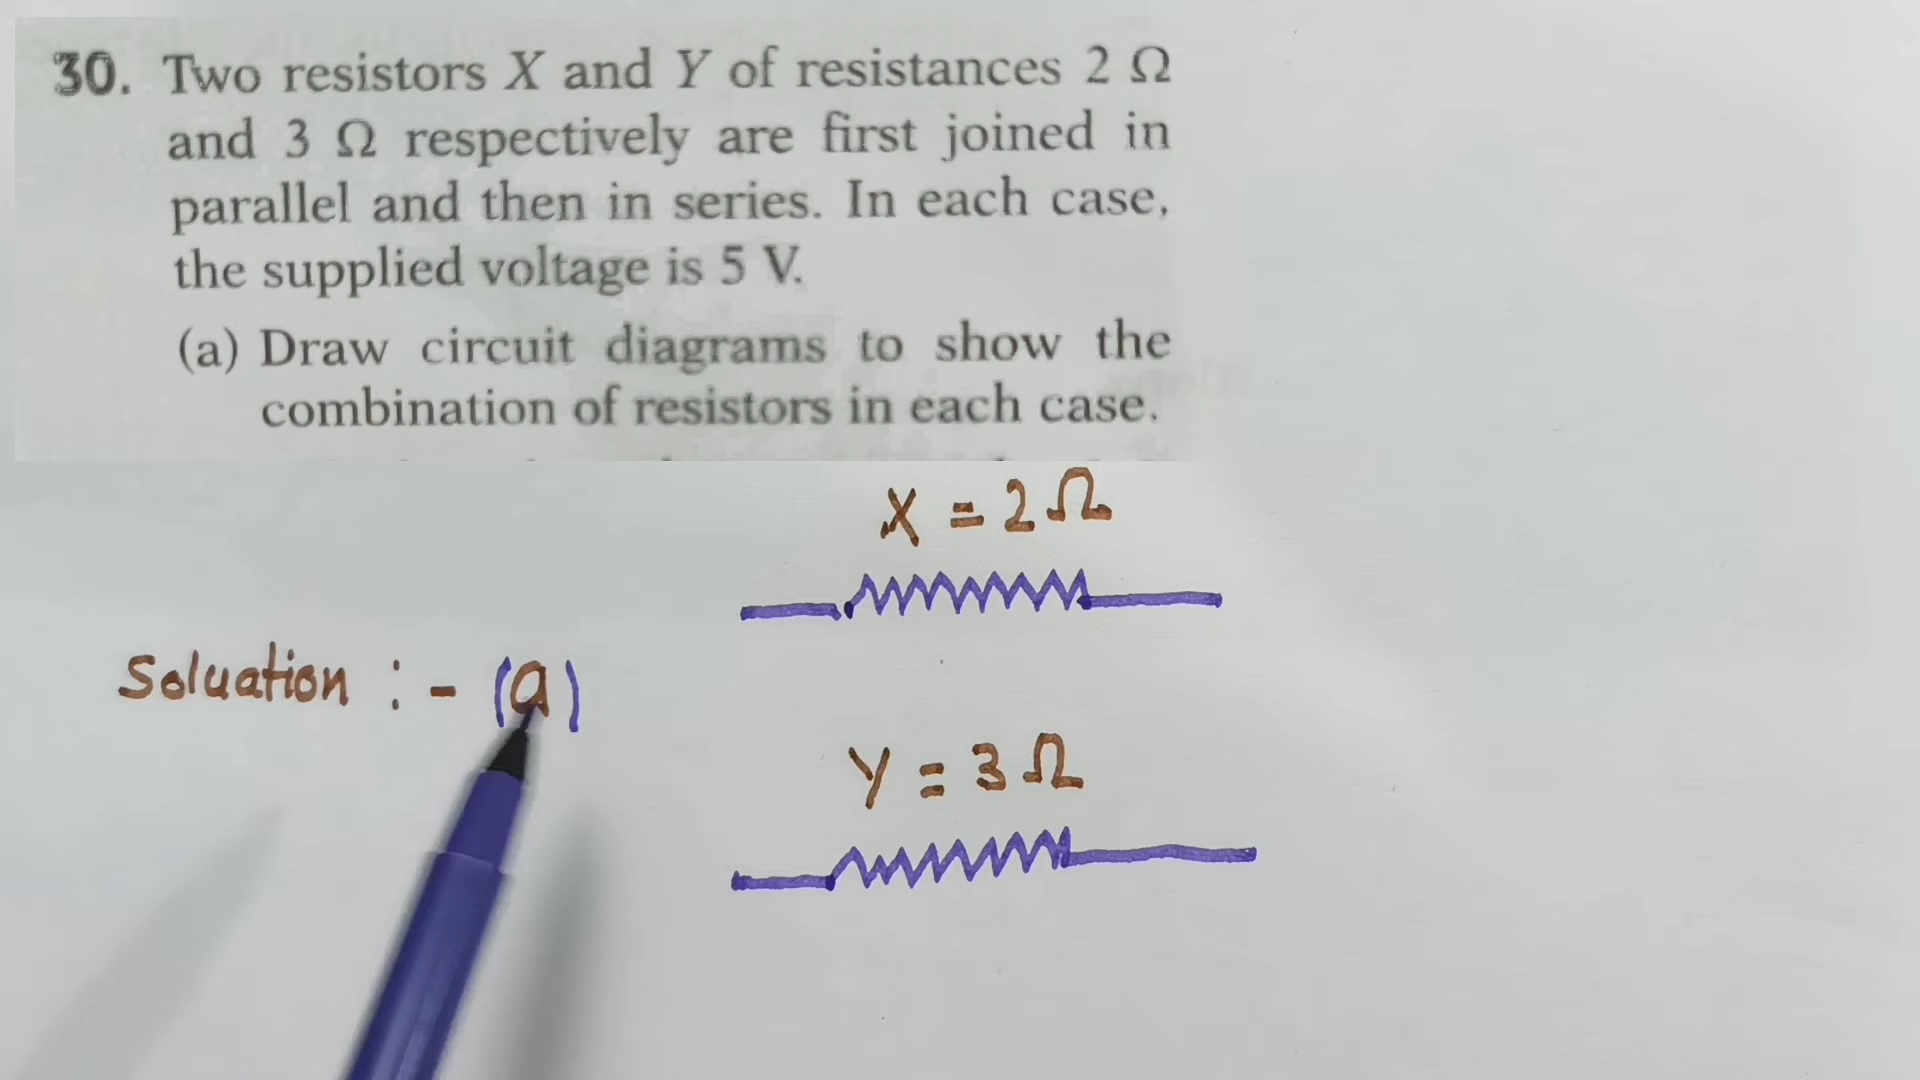 30. Two resistors X and Y of resistances 2 Ω
and 3 Ω respectively are first joined in
parallel and then in series. In each case,
the supplied voltage is 5 V.
(a) Draw circuit diagrams to show the
combination of resistors in each case.
X = 2 Ω
Soluation :- (a)
Y = 3 Ω